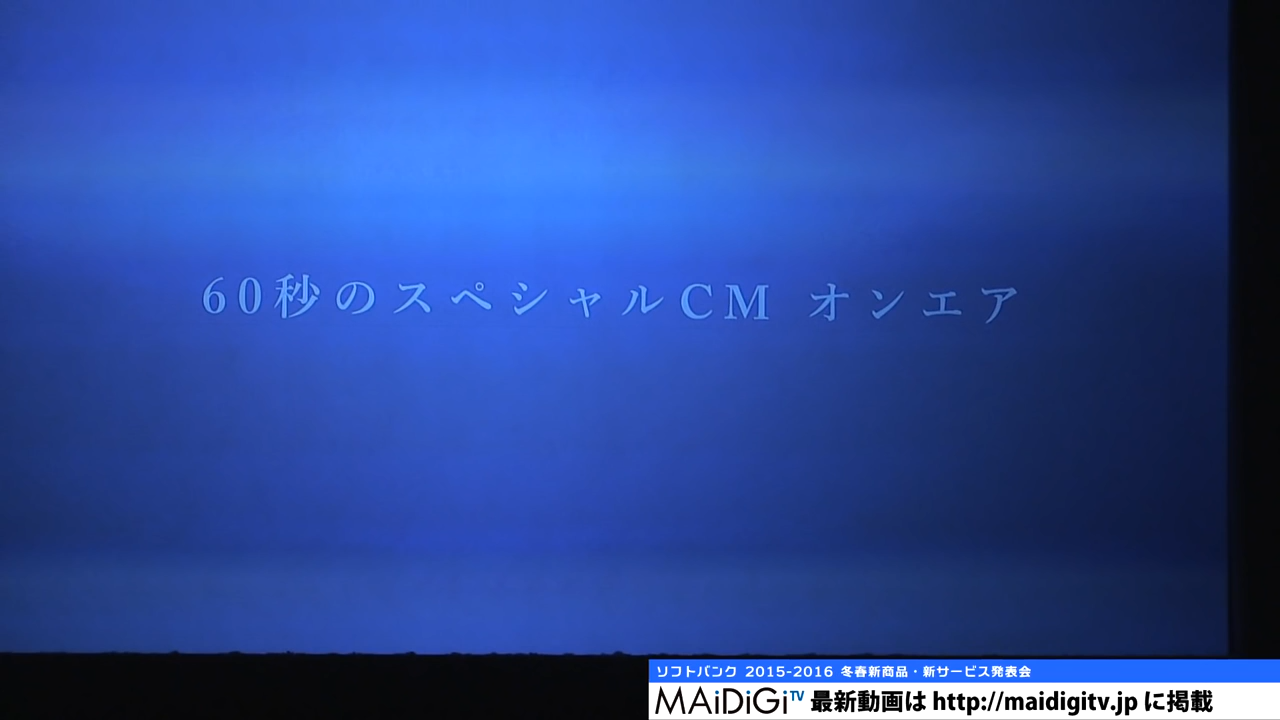 60秒のスペシャルCM オンエア
ソフトバンク 2015-2016 冬春新商品・新サービス発表会
MAiDiGiTV 最新動画は http://maidigitv.jp に掲載